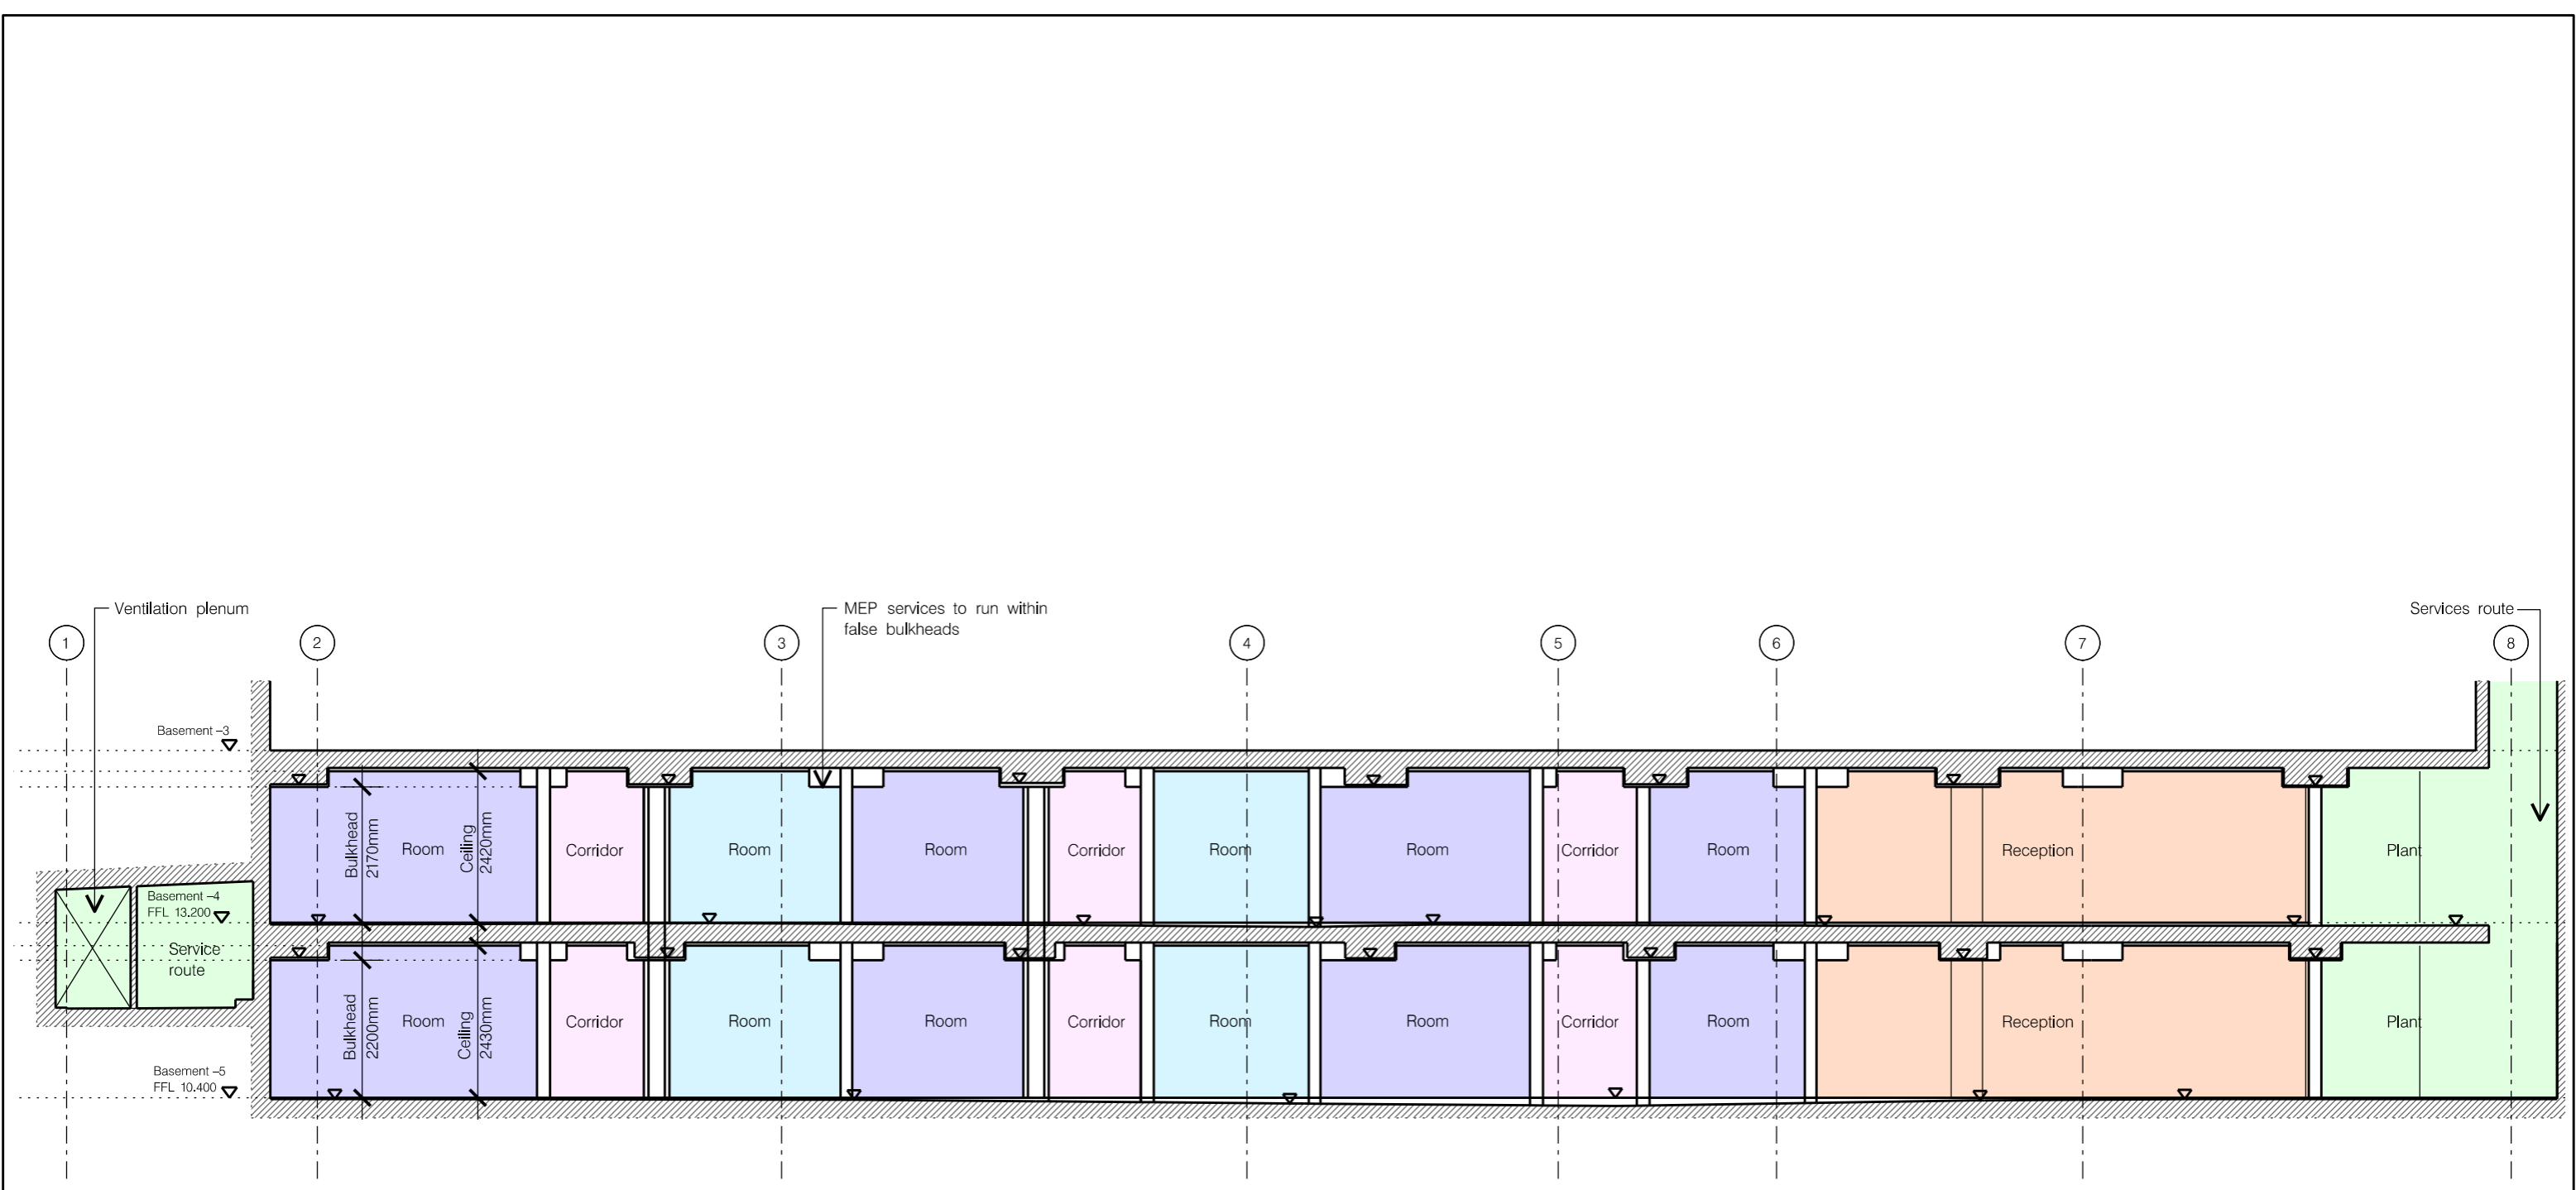 Ventilation plenum
MEP services to run within
false bulkheads
Services route
1
2
3
4
5
6
7
8
Basement -3
Bulkhead
2170mm
Room
Ceiling
2420mm
Corridor
Room
Room
Corridor
Room
Room
Corridor
Room
Reception
Plant
Basement -4
FFL 13.200
Service
route
Bulkhead
2200mm
Room
Ceiling
2430mm
Corridor
Room
Room
Corridor
Room
Room
Corridor
Room
Reception
Plant
Basement -5
FFL 10.400